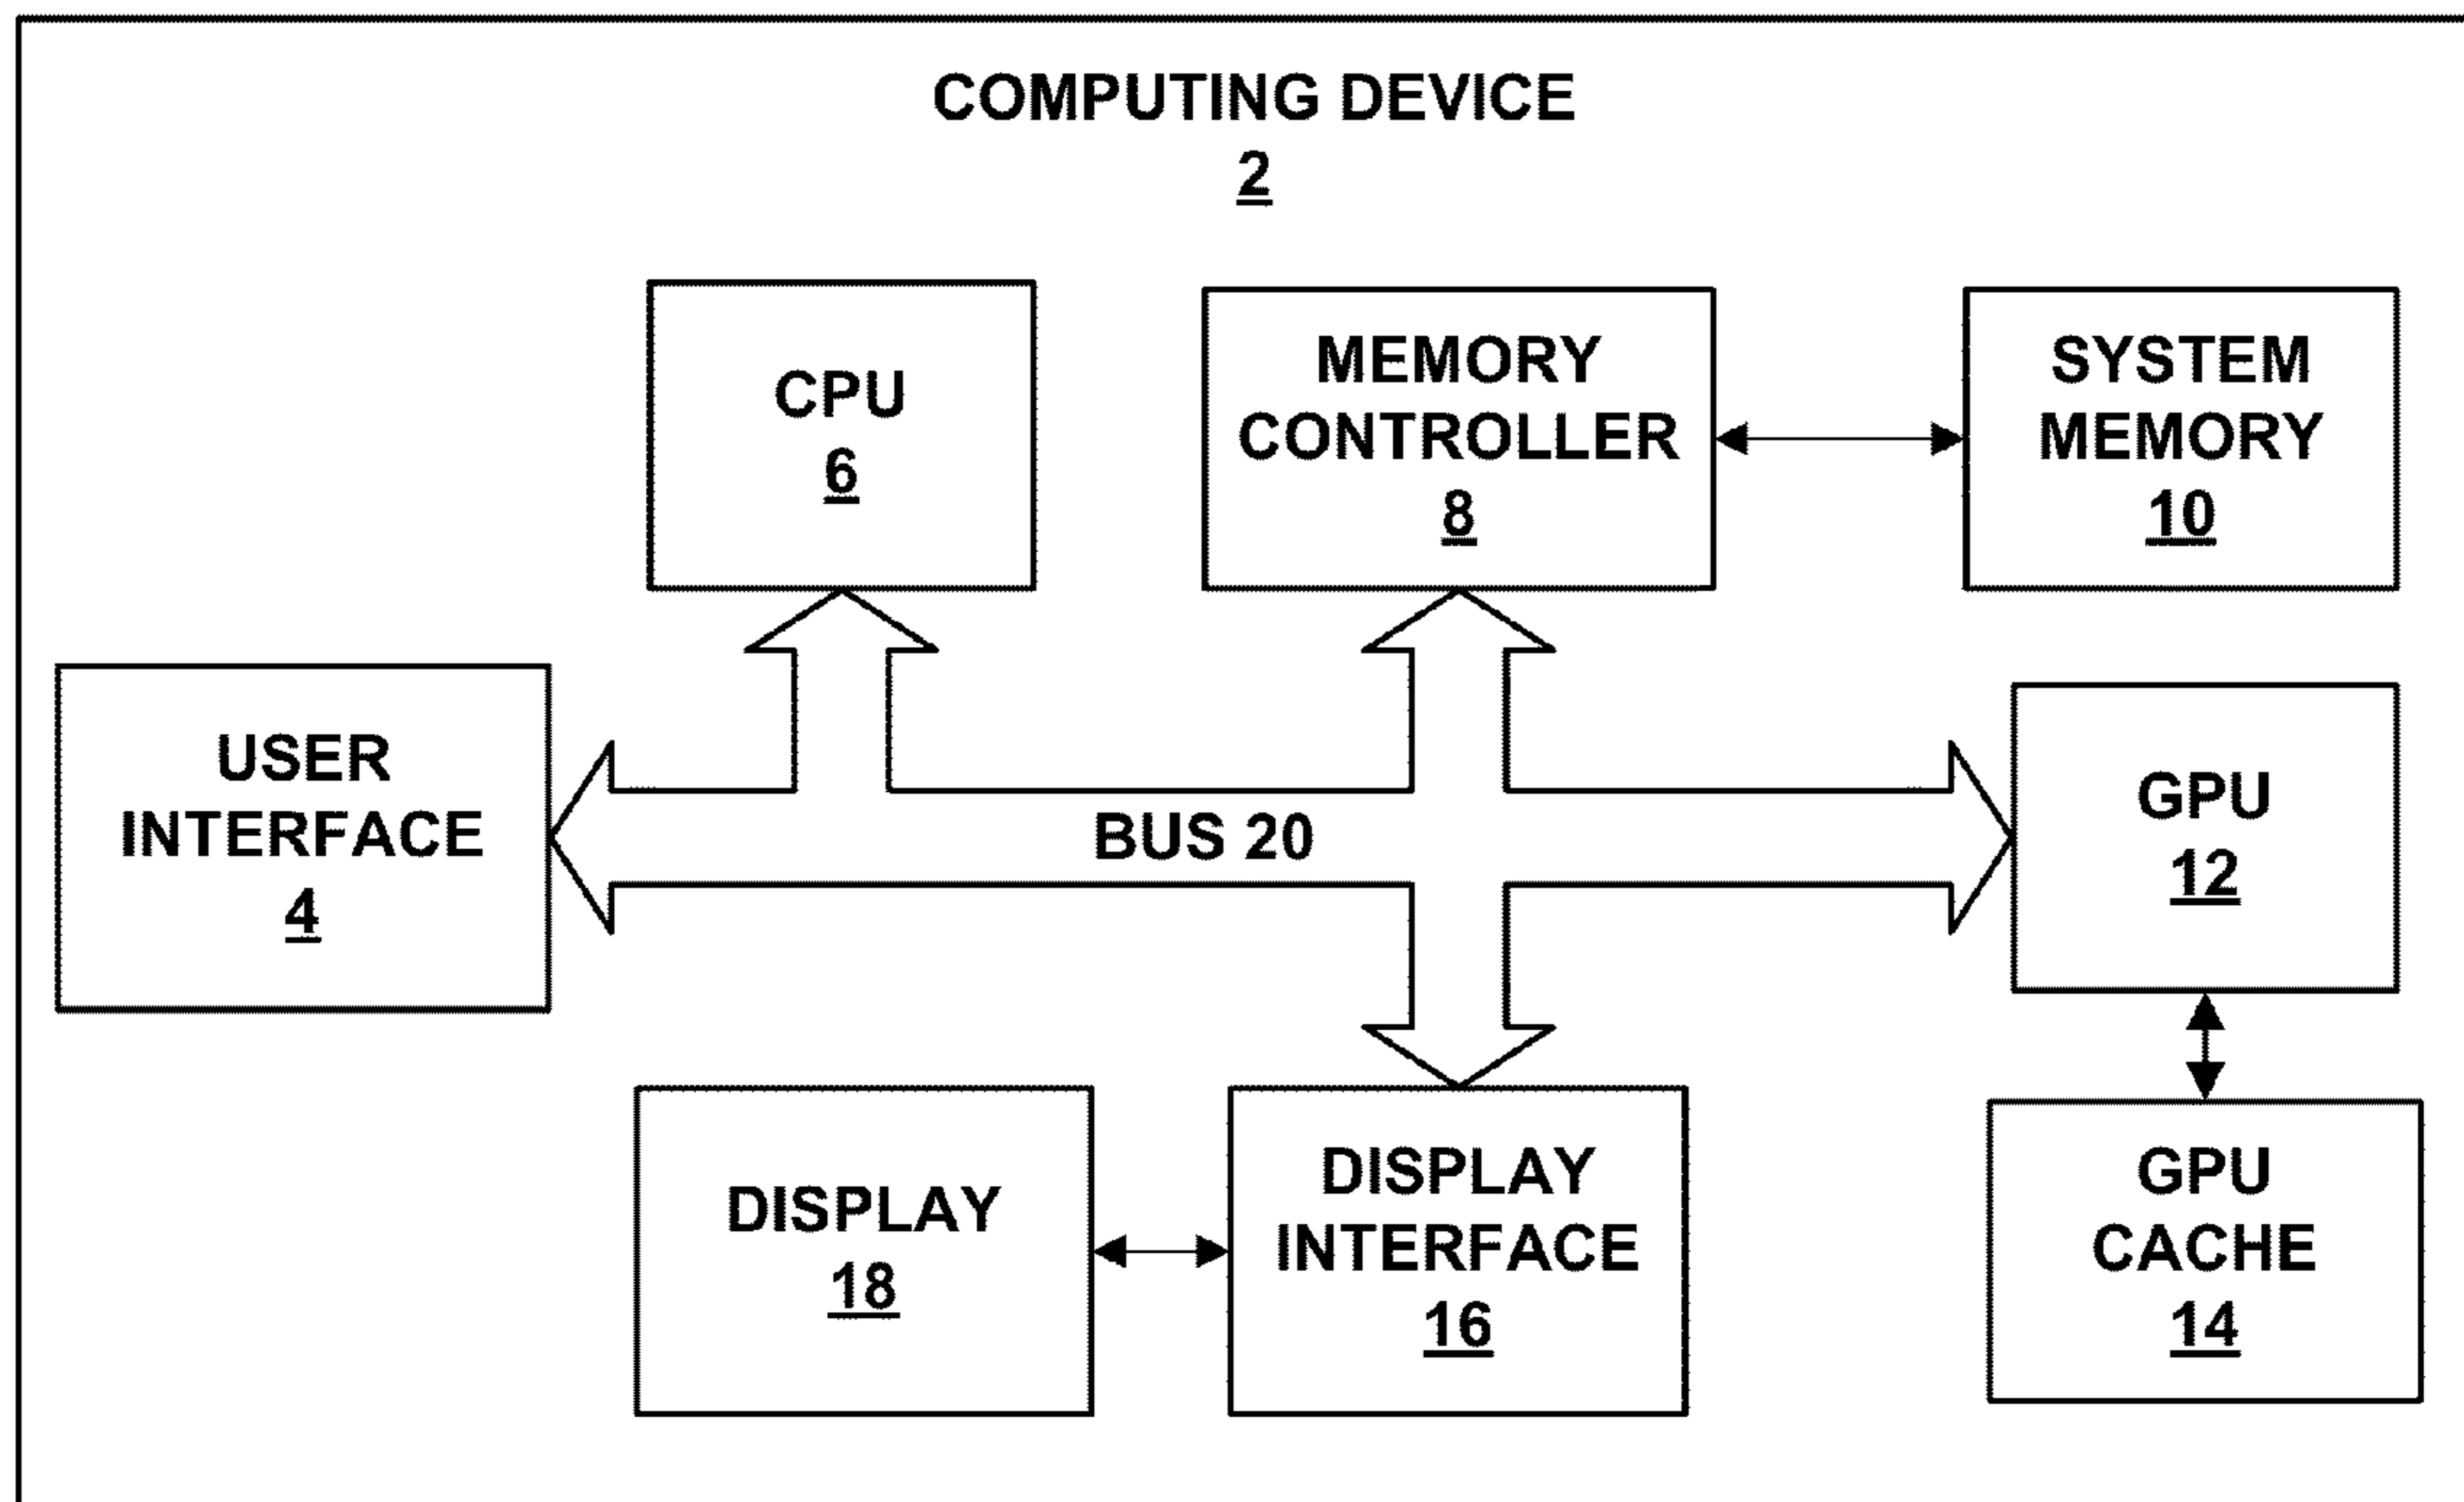 COMPUTING DEVICE
2
CPU
6
MEMORY
CONTROLLER
8
SYSTEM
MEMORY
10
USER
INTERFACE
4
BUS 20
GPU
12
DISPLAY
18
DISPLAY
INTERFACE
16
GPU
CACHE
14